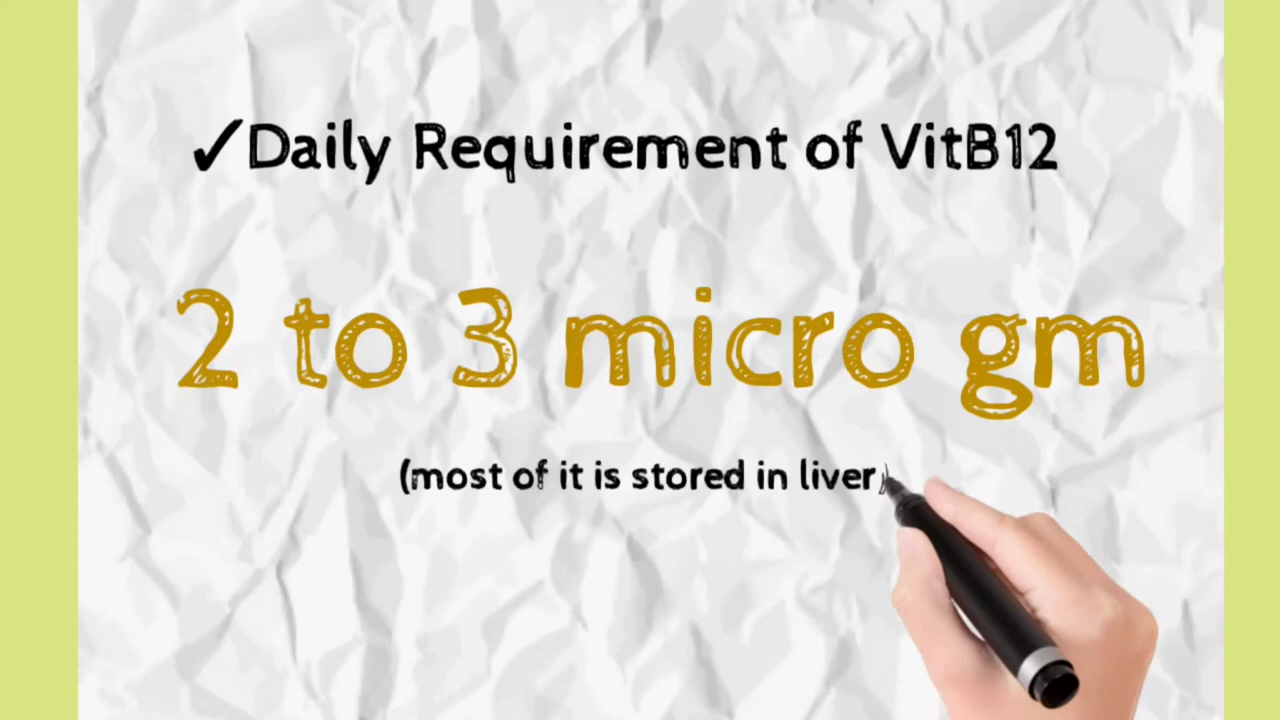 ✓Daily Requirement of VitB12
2 to 3 micro gm
(most of it is stored in liver)